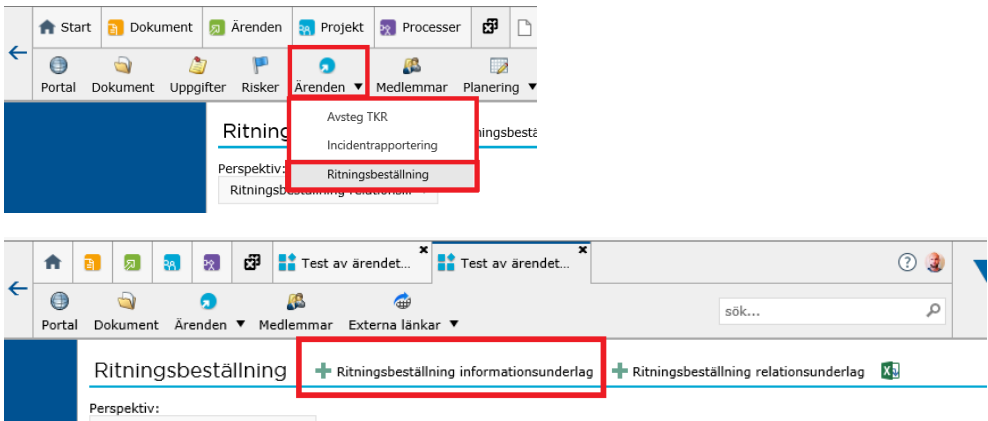 Start Dokument Ärenden Projekt Processer
Portal Dokument Uppgifter Risker Ärenden ▼ Medlemmar Planering ▼
Ritning
Avsteg TKR
Incidentrapportering
Perspektiv:
Ritningsbeställning
Test av ärendet... Test av ärendet...
Portal Dokument Ärenden ▼ Medlemmar Externa länkar ▼ sök...
Ritningsbeställning + Ritningsbeställning informationsunderlag + Ritningsbeställning relationsunderlag
Perspektiv: